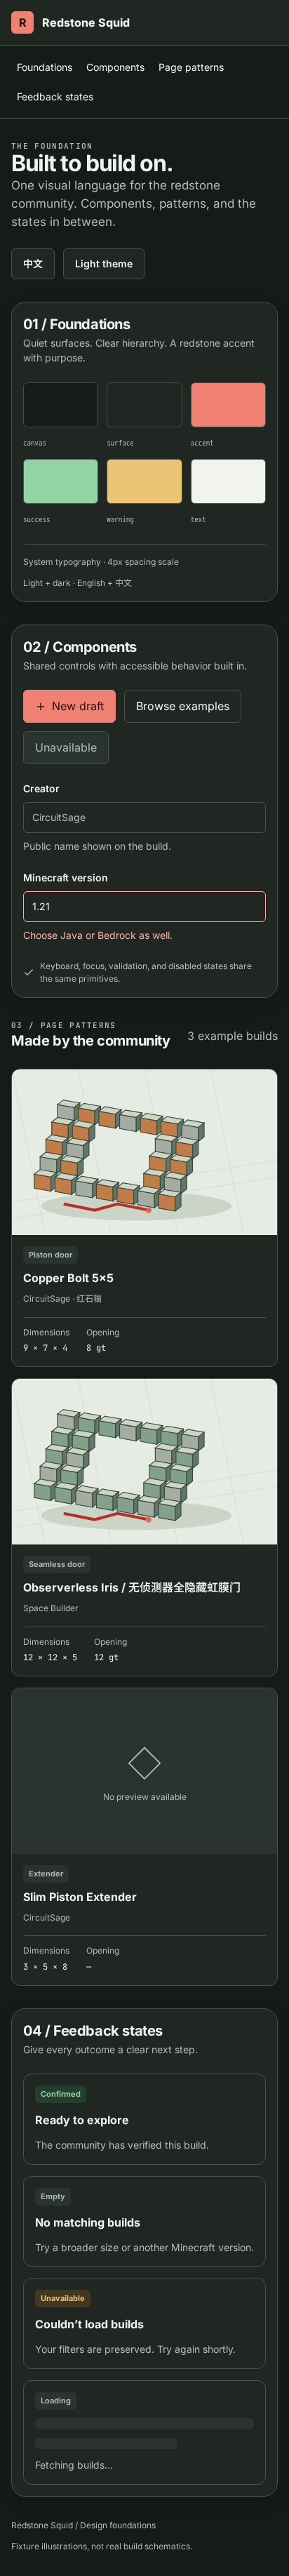 R Redstone Squid
Foundations Components Page patterns
Feedback states
THE FOUNDATION
Built to build on.
One visual language for the redstone
community. Components, patterns, and the
states in between.
中文 Light theme
01 / Foundations
Quiet surfaces. Clear hierarchy. A redstone accent
with purpose.
canvas surface accent
success warning text
System typography · 4px spacing scale
Light + dark · English + 中文
02 / Components
Shared controls with accessible behavior built in.
+ New draft Browse examples
Unavailable
Creator
CircuitSage
Public name shown on the build.
Minecraft version
1.21
Choose Java or Bedrock as well.
Keyboard, focus, validation, and disabled states share
the same primitives.
03 / PAGE PATTERNS
Made by the community 3 example builds
Piston door
Copper Bolt 5×5
CircuitSage · 红石猫
Dimensions Opening
9 × 7 × 4 8 gt
Seamless door
Observerless Iris / 无侦测器全隐藏虹膜门
Space Builder
Dimensions Opening
12 × 12 × 5 12 gt
No preview available
Extender
Slim Piston Extender
CircuitSage
Dimensions Opening
3 × 5 × 8 —
04 / Feedback states
Give every outcome a clear next step.
Confirmed
Ready to explore
The community has verified this build.
Empty
No matching builds
Try a broader size or another Minecraft version.
Unavailable
Couldn’t load builds
Your filters are preserved. Try again shortly.
Loading
Fetching builds…
Redstone Squid / Design foundations
Fixture illustrations, not real build schematics.